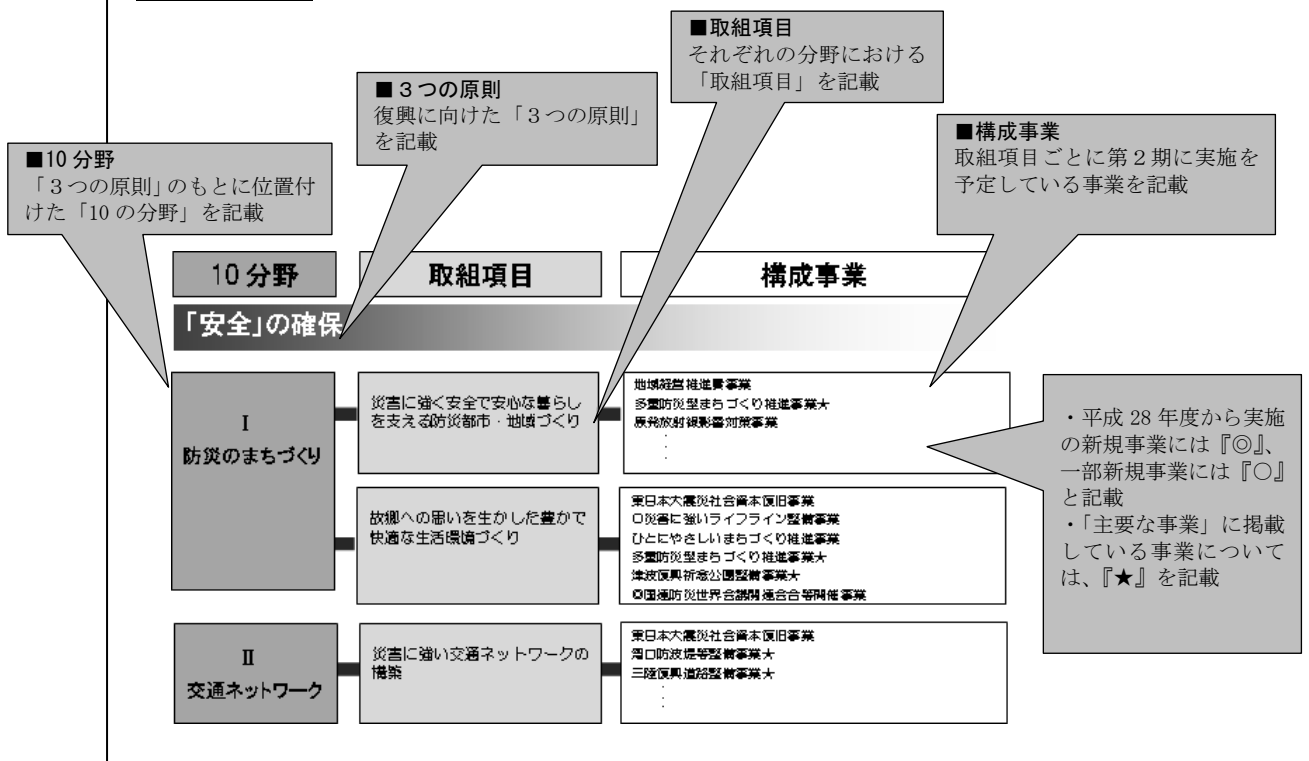 ■取組項目
それぞれの分野における
「取組項目」を記載
■３つの原則
復興に向けた「３つの原則」
を記載
■構成事業
取組項目ごとに第２期に実施を
予定している事業を記載
■10 分野
「３つの原則」のもとに位置付
けた「10 の分野」を記載
10 分野
取組項目
構成事業
「安全」の確保
Ⅰ
防災のまちづくり
災害に強く安全で安心な暮らし
を支える防災都市・地域づくり
地域経営推進費事業
多重防災型まちづくり推進事業★
原発放射線影響対策事業
・平成 28 年度から実施
の新規事業には『◎』、
一部新規事業には『○』
と記載
・「主要な事業」に掲載
している事業について
は、『★』を記載
故郷への思いを生かした豊かで
快適な生活環境づくり
東日本大震災社会資本復旧事業
○災害に強いライフライン整備事業
ひとにやさしいまちづくり推進事業
多重防災型まちづくり推進事業★
津波復興祈念公園整備事業★
◎国連防災世界会議関連会合等開催事業
Ⅱ
交通ネットワーク
災害に強い交通ネットワークの
構築
東日本大震災社会資本復旧事業
湾口防波堤等整備事業★
三陸復興道路整備事業★